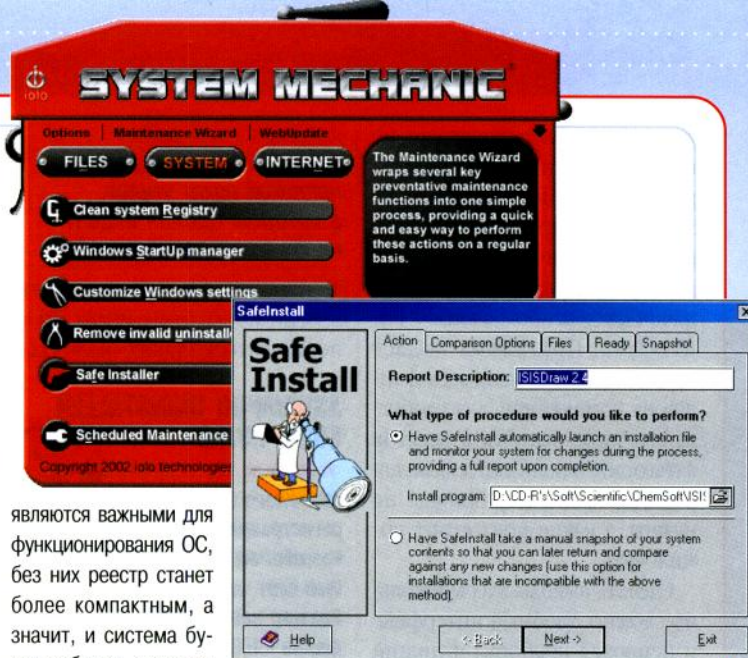 iolo
SYSTEM MECHANIC
Options | Maintenance Wizard | WebUpdate
FILES SYSTEM INTERNET
Clean system Registry
Windows StartUp manager
Customize Windows settings
Remove invalid
Safe Installer
Scheduled Maintenance
Copyright 2002 iolo technologies
The Maintenance Wizard
wraps several key
preventative maintenance
functions into one simple
process, providing a quick
and easy way to perform
these actions on a regular
basis.
SafeInstall
Safe
Install
Action Comparison Options Files Ready Snapshot
Report Description: ISISDraw 2.4
What type of procedure would you like to perform?
Have SafeInstall automatically launch an installation file
and monitor your system for changes during the process,
providing a full report upon completion.
Install program: D:\CD-R's\Soft\Scientific\ChemSoft\ISI
Have SafeInstall take a manual snapshot of your system
contents so that you can later return and compare
against any new changes (use this option for
installations that are incompatible with the above
method).
Help <- Back Next -> Exit
являются важными для
функционирования ОС,
без них реестр станет
более компактным, а
значит, и система бу-